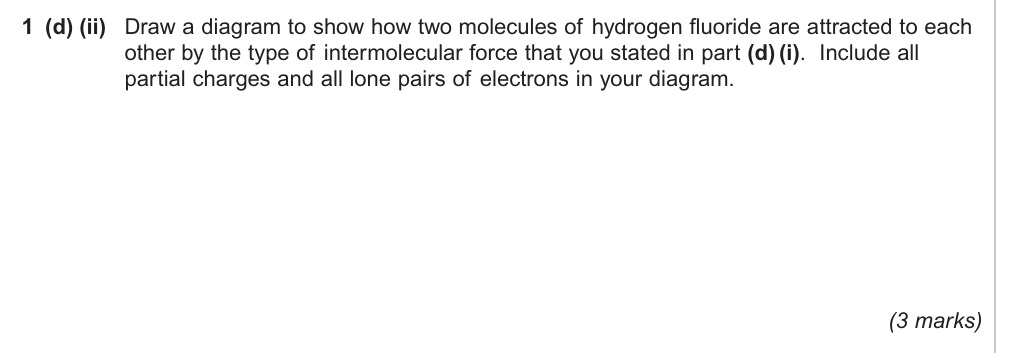 1 (d) (ii) Draw a diagram to show how two molecules of hydrogen fluoride are attracted to each
other by the type of intermolecular force that you stated in part (d) (i). Include all
partial charges and all lone pairs of electrons in your diagram.
(3 marks)